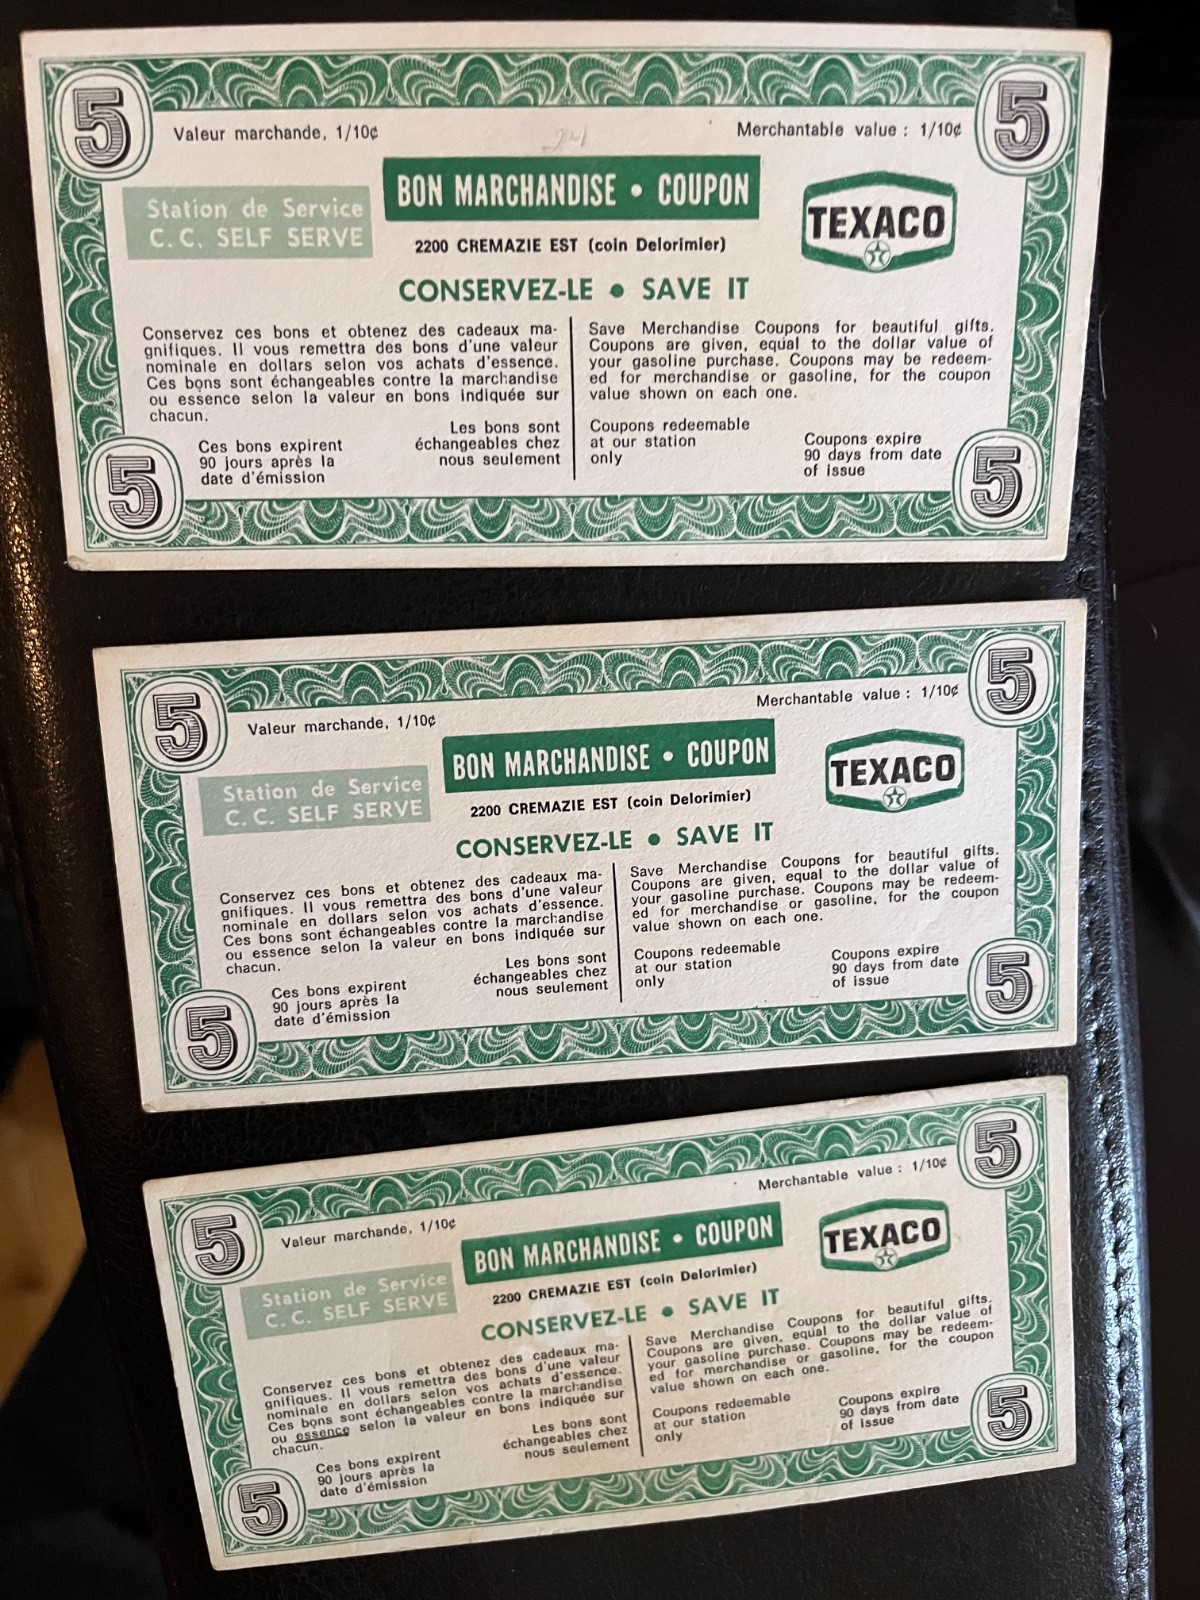 5
5
Valeur marchande, 1/10¢
Merchantable value : 1/10¢
24
Station de Service
C. C. SELF SERVE
BON MARCHANDISE • COUPON
2200 CREMAZIE EST (coin Delorimier)
TEXACO
T
CONSERVEZ-LE • SAVE IT
Conservez ces bons et obtenez des cadeaux ma-
gnifiques. Il vous remettra des bons d'une valeur
nominale en dollars selon vos achats d'essence.
Ces bons sont échangeables contre la marchandise
ou essence selon la valeur en bons indiquée sur
chacun.
Ces bons expirent
90 jours après la
date d'émission
Les bons sont
échangeables chez
nous seulement
Save Merchandise Coupons for beautiful gifts.
Coupons are given, equal to the dollar value of
your gasoline purchase. Coupons may be redeem-
ed for merchandise or gasoline, for the coupon
value shown on each one.
Coupons redeemable
at our station
only
Coupons expire
90 days from date
of issue
5
5
5
5
Valeur marchande, 1/10¢
Merchantable value : 1/10¢
Station de Service
C. C. SELF SERVE
BON MARCHANDISE • COUPON
2200 CREMAZIE EST (coin Delorimier)
TEXACO
T
CONSERVEZ-LE • SAVE IT
Conservez ces bons et obtenez des cadeaux ma-
gnifiques. Il vous remettra des bons d'une valeur
nominale en dollars selon vos achats d'essence.
Ces bons sont échangeables contre la marchandise
ou essence selon la valeur en bons indiquée sur
chacun.
Ces bons expirent
90 jours après la
date d'émission
Les bons sont
échangeables chez
nous seulement
Save Merchandise Coupons for beautiful gifts.
Coupons are given, equal to the dollar value of
your gasoline purchase. Coupons may be redeem-
ed for merchandise or gasoline, for the coupon
value shown on each one.
Coupons redeemable
at our station
only
Coupons expire
90 days from date
of issue
5
5
5
5
Valeur marchande, 1/10¢
Merchantable value : 1/10¢
Station de Service
C. C. SELF SERVE
BON MARCHANDISE • COUPON
2200 CREMAZIE EST (coin Delorimier)
TEXACO
T
CONSERVEZ-LE • SAVE IT
Conservez ces bons et obtenez des cadeaux ma-
gnifiques. Il vous remettra des bons d'une valeur
nominale en dollars selon vos achats d'essence.
Ces bons sont échangeables contre la marchandise
ou essence selon la valeur en bons indiquée sur
chacun.
Ces bons expirent
90 jours après la
date d'émission
Les bons sont
échangeables chez
nous seulement
Save Merchandise Coupons for beautiful gifts.
Coupons are given, equal to the dollar value of
your gasoline purchase. Coupons may be redeem-
ed for merchandise or gasoline, for the coupon
value shown on each one.
Coupons redeemable
at our station
only
Coupons expire
90 days from date
of issue
5
5